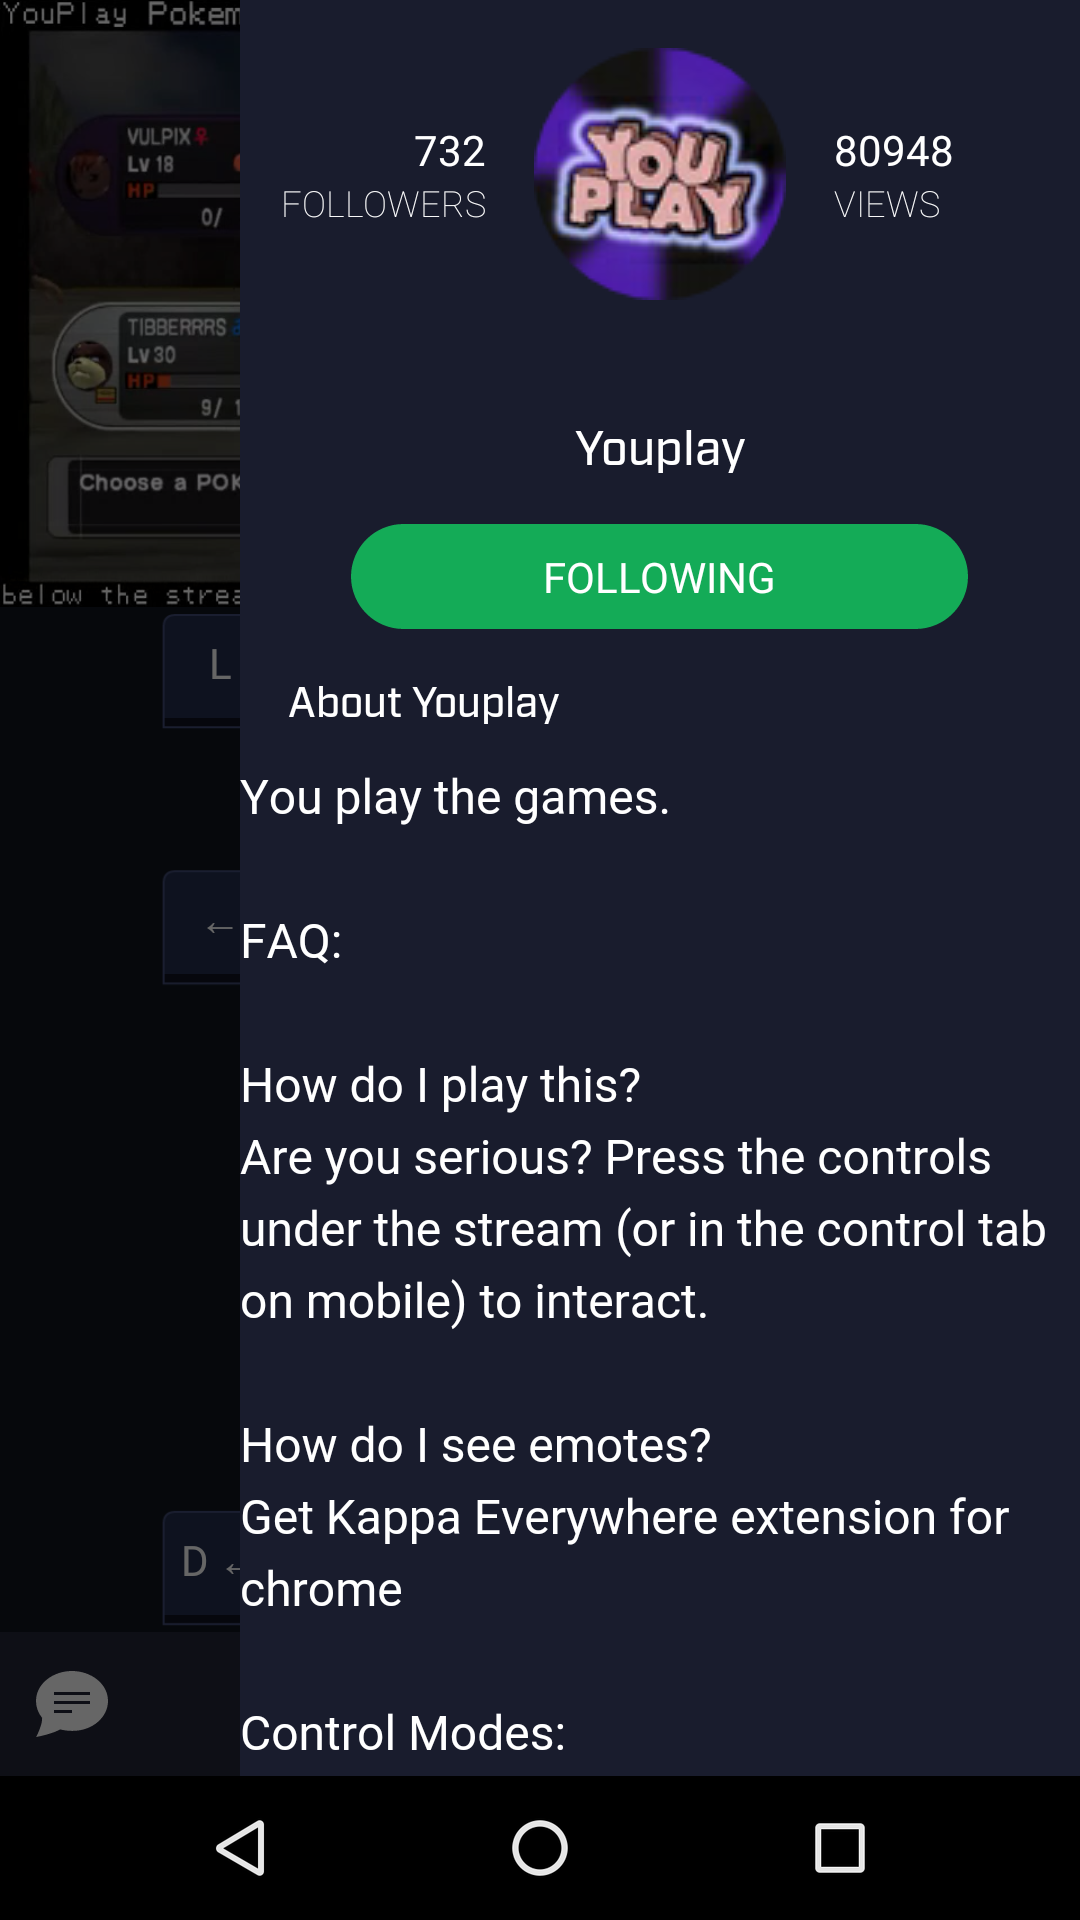 YouPlay Pokem
VULPIX♀
Lv 18
HP
0/
TIBBERRRS
Lv 30
HP
9/ 1
Choose a POK
below the strea
L
←
D ←
732
FOLLOWERS
YOU
PLAY
80948
VIEWS
Youplay
FOLLOWING
About Youplay
You play the games.
FAQ:
How do I play this?
Are you serious? Press the controls
under the stream (or in the control tab
on mobile) to interact.
How do I see emotes?
Get Kappa Everywhere extension for
chrome
Control Modes: